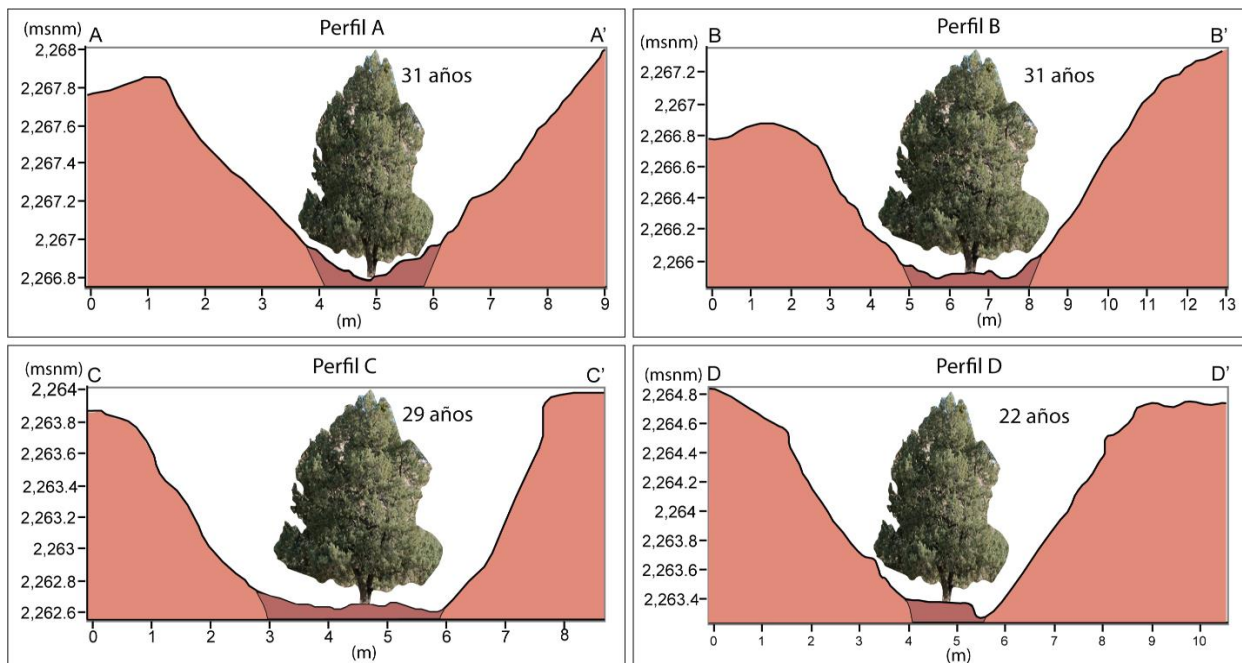 Perfil A
(msnm)
A
A'
31 años
2,268
2,267.8
2,267.6
2,267.4
2,267.2
2,267
2,266.8
0 1 2 3 4 5 6 7 8 9
(m)
Perfil B
(msnm)
B
B'
31 años
2,267.2
2,267
2,266.8
2,266.6
2,266.4
2,266.2
2,266
0 1 2 3 4 5 6 7 8 9 10 11 12 13
(m)
Perfil C
(msnm)
C
C'
29 años
2,264
2,263.8
2,263.6
2,263.4
2,263.2
2,263
2,262.8
2,262.6
0 1 2 3 4 5 6 7 8
(m)
Perfil D
(msnm)
D
D'
22 años
2,264.8
2,264.6
2,264.4
2,264.2
2,264
2,263.8
2,263.6
2,263.4
0 1 2 3 4 5 6 7 8 9 10
(m)